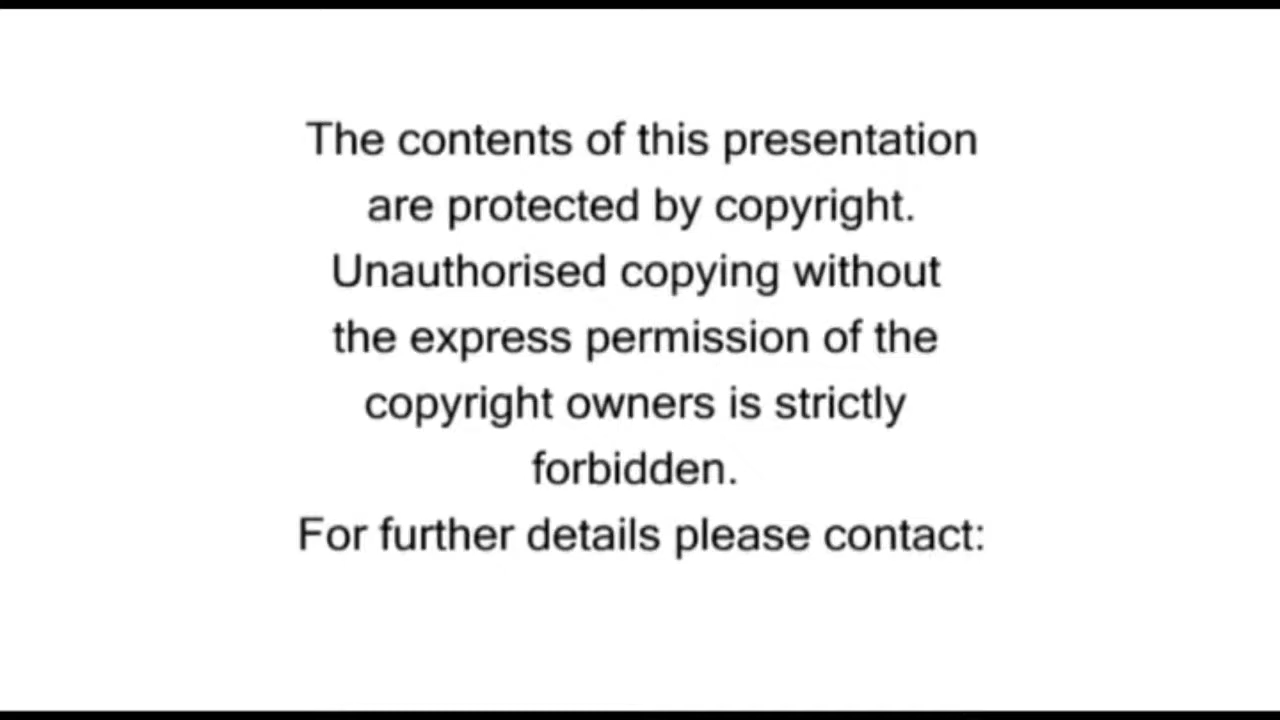 The contents of this presentation
are protected by copyright.
Unauthorised copying without
the express permission of the
copyright owners is strictly
forbidden.
For further details please contact: